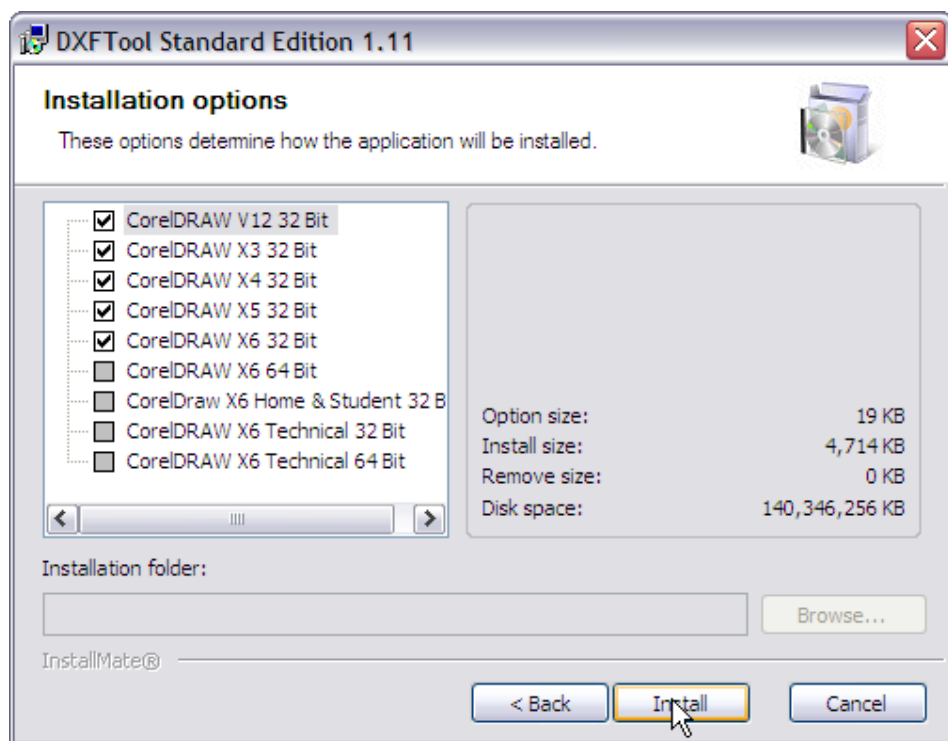 DXFTool Standard Edition 1.11
Installation options
These options determine how the application will be installed.
CorelDRAW V12 32 Bit
CorelDRAW X3 32 Bit
CorelDRAW X4 32 Bit
CorelDRAW X5 32 Bit
CorelDRAW X6 32 Bit
CorelDRAW X6 64 Bit
CorelDraw X6 Home & Student 32 B
CorelDRAW X6 Technical 32 Bit
CorelDRAW X6 Technical 64 Bit
Option size: 19 KB
Install size: 4,714 KB
Remove size: 0 KB
Disk space: 140,346,256 KB
Installation folder:
Browse...
InstallMate®
< Back Install Cancel